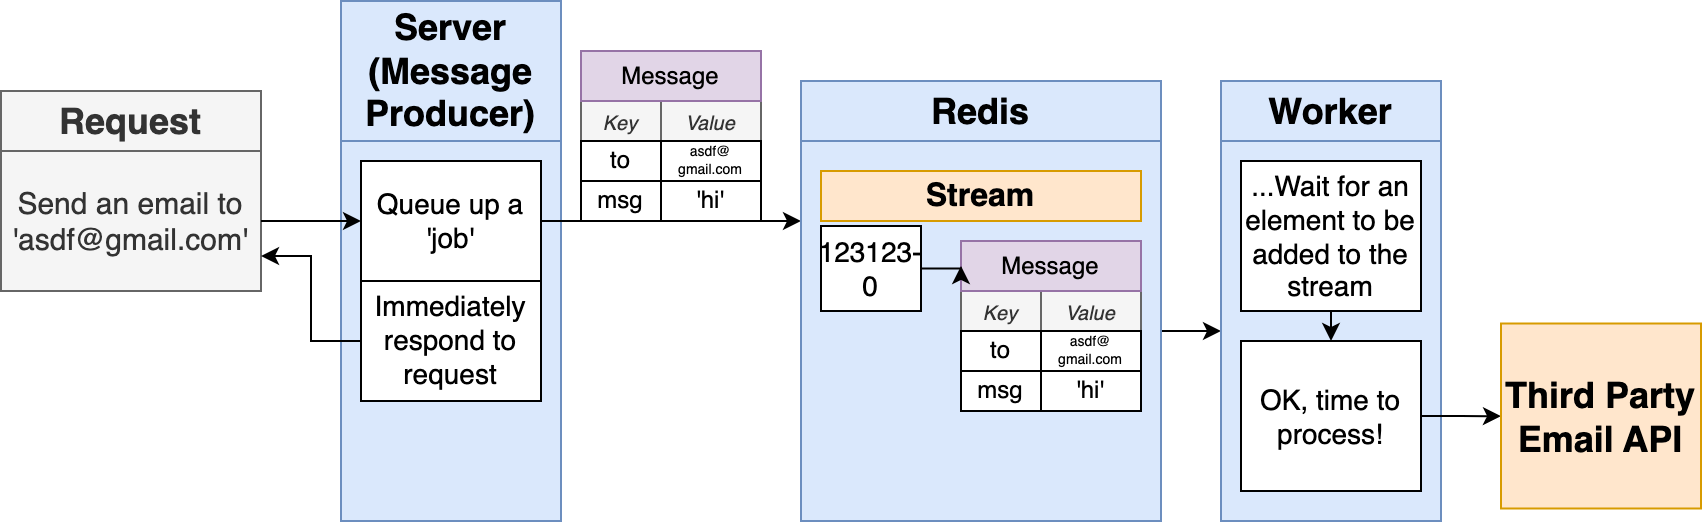 Request
Send an email to
'asdf@gmail.com'
Server
(Message
Producer)
Queue up a
'job'
Immediately
respond to
request
Message
Key Value
to asdf@
gmail.com
msg 'hi'
Redis
Stream
123123-
0
Message
Key Value
to asdf@
gmail.com
msg 'hi'
Worker
...Wait for an
element to be
added to the
stream
OK, time to
process!
Third Party
Email API